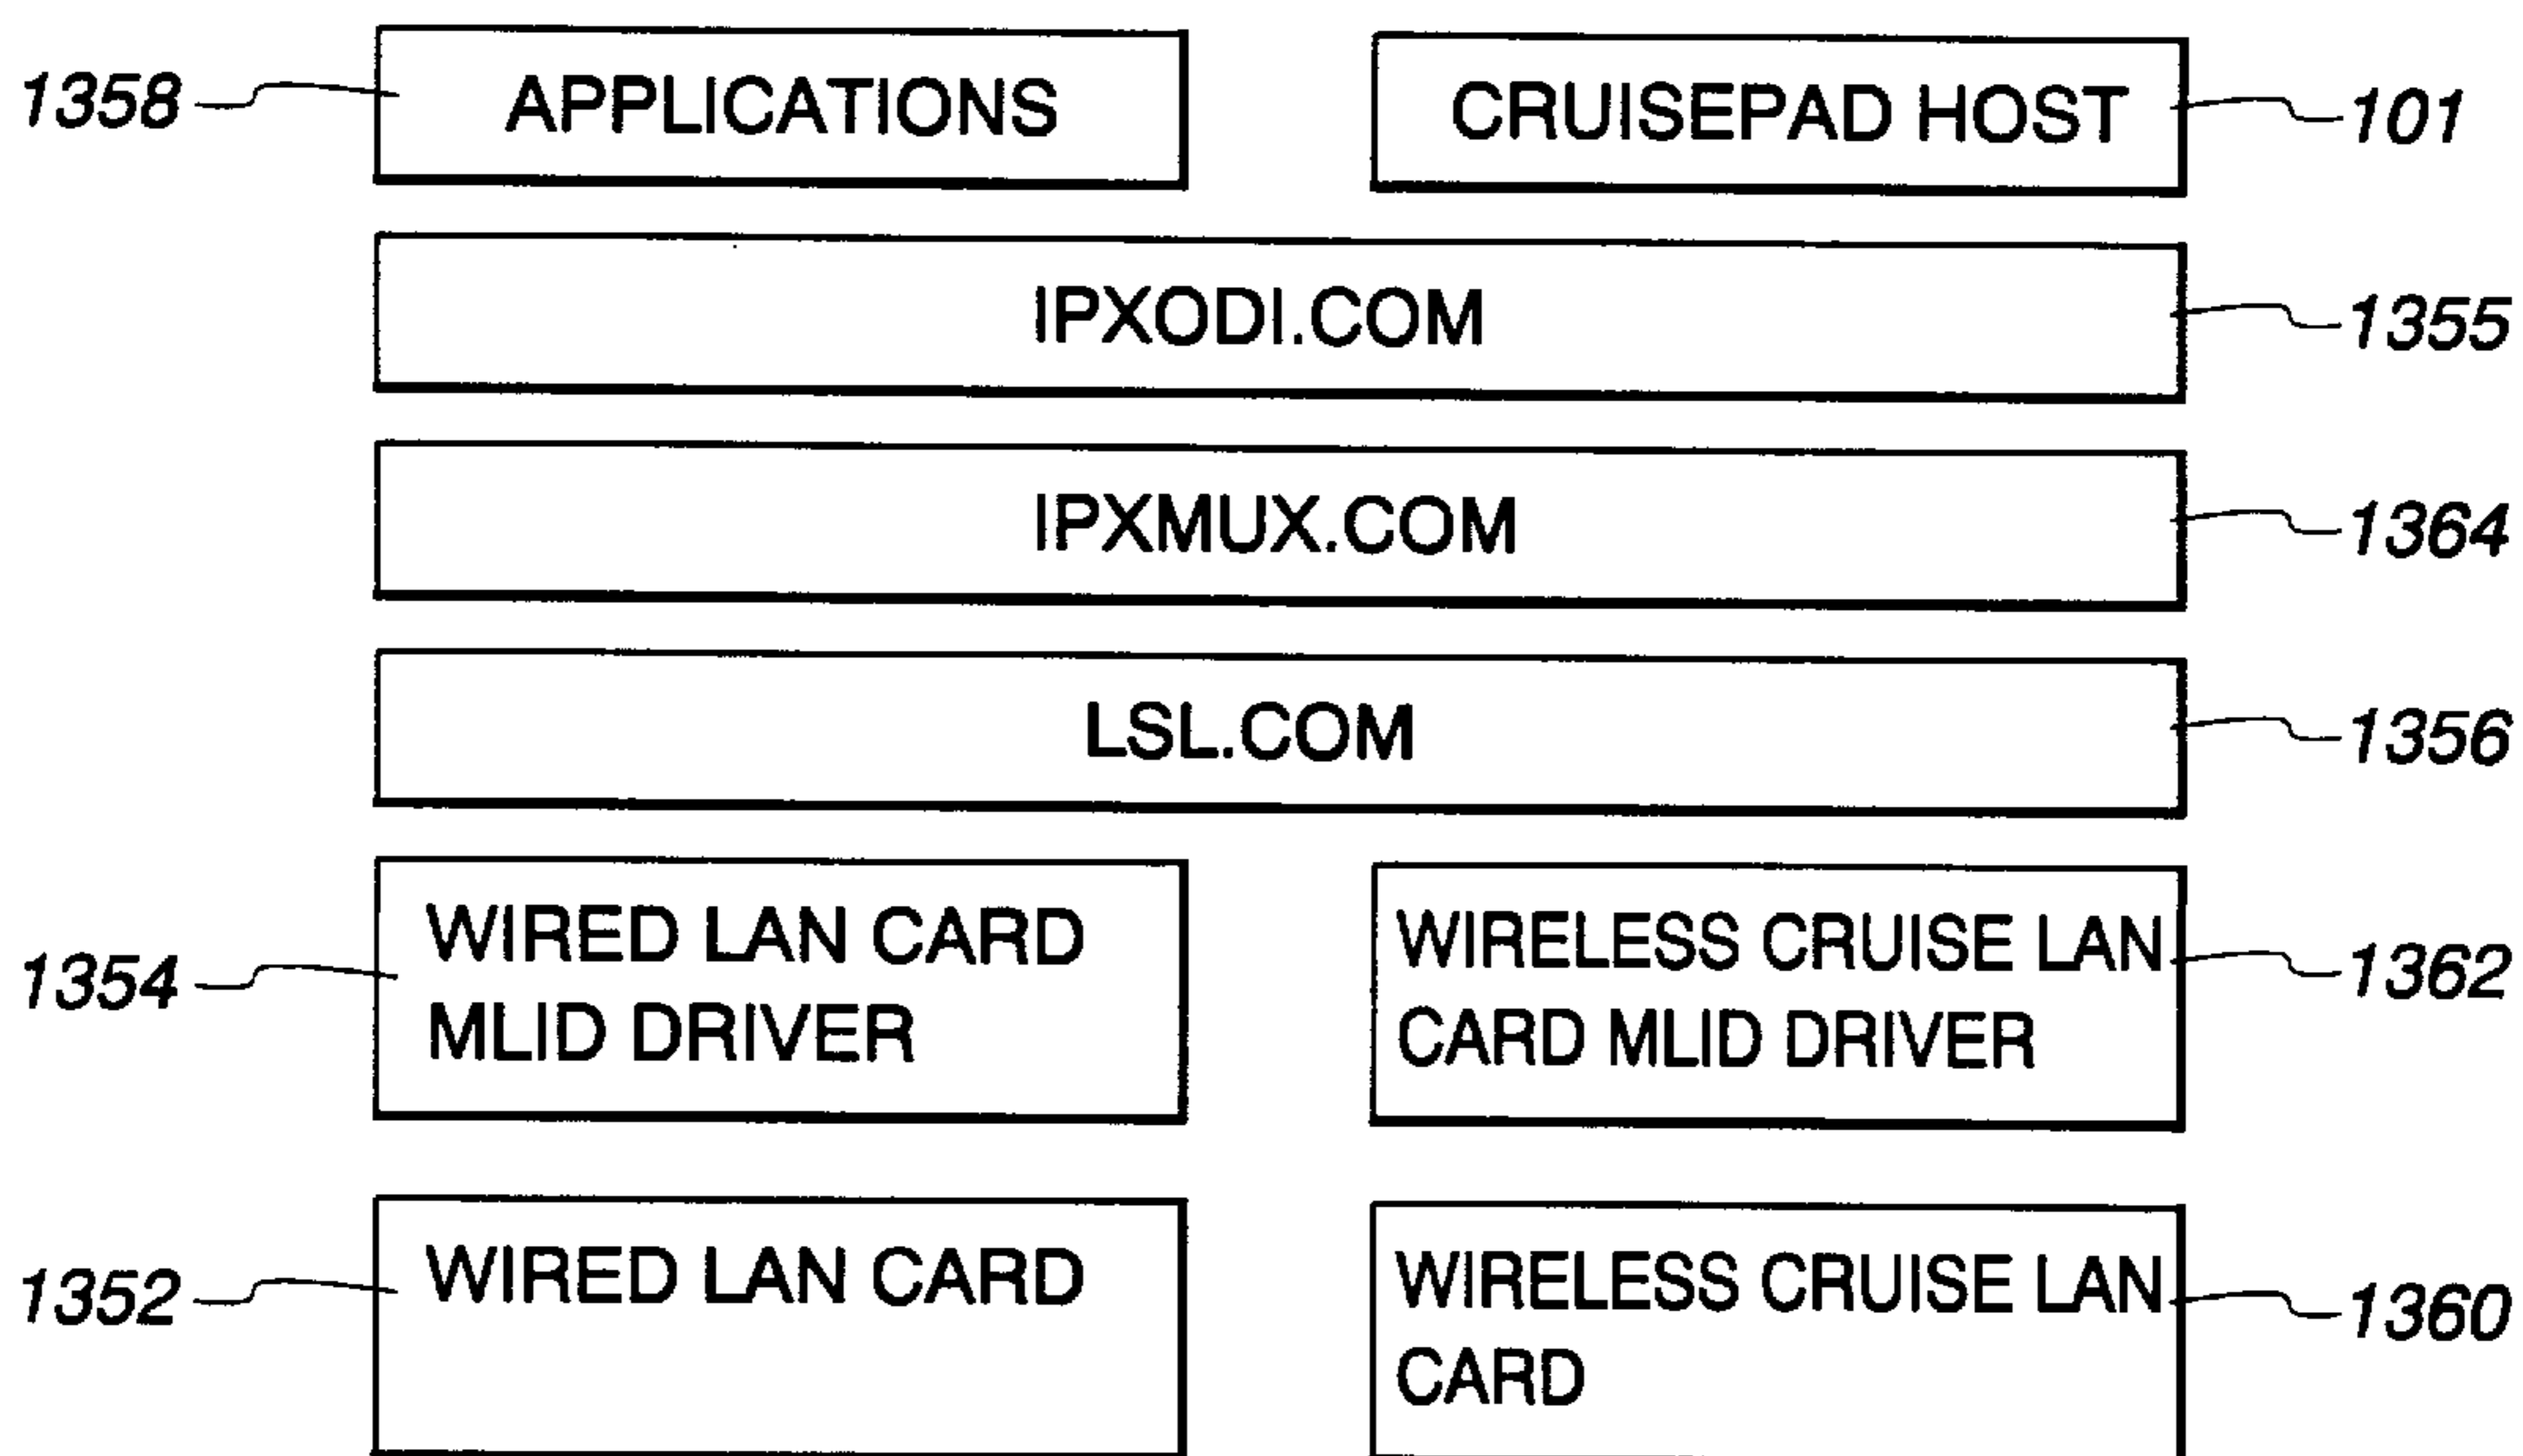 1358
APPLICATIONS
CRUISEPAD HOST
101
IPXODI.COM
1355
IPXMUX.COM
1364
LSL.COM
1356
1354
WIRED LAN CARD
MLID DRIVER
WIRELESS CRUISE LAN
CARD MLID DRIVER
1362
1352
WIRED LAN CARD
WIRELESS CRUISE LAN
CARD
1360